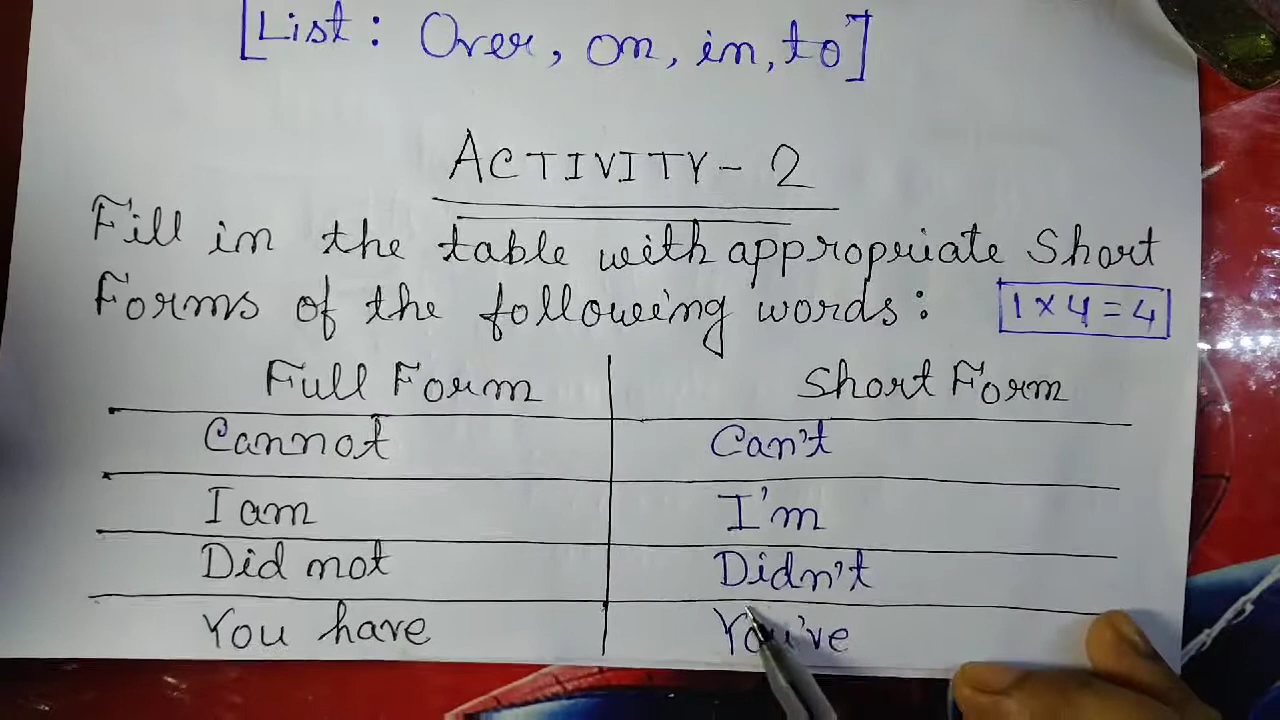 [List: Over, on, in, to]
ACTIVITY-2
Fill in the table with appropriate Short
Forms of the following words: 1×4=4
Full Form Short Form
Cannot Can't
I am I'm
Did not Didn't
You have You've